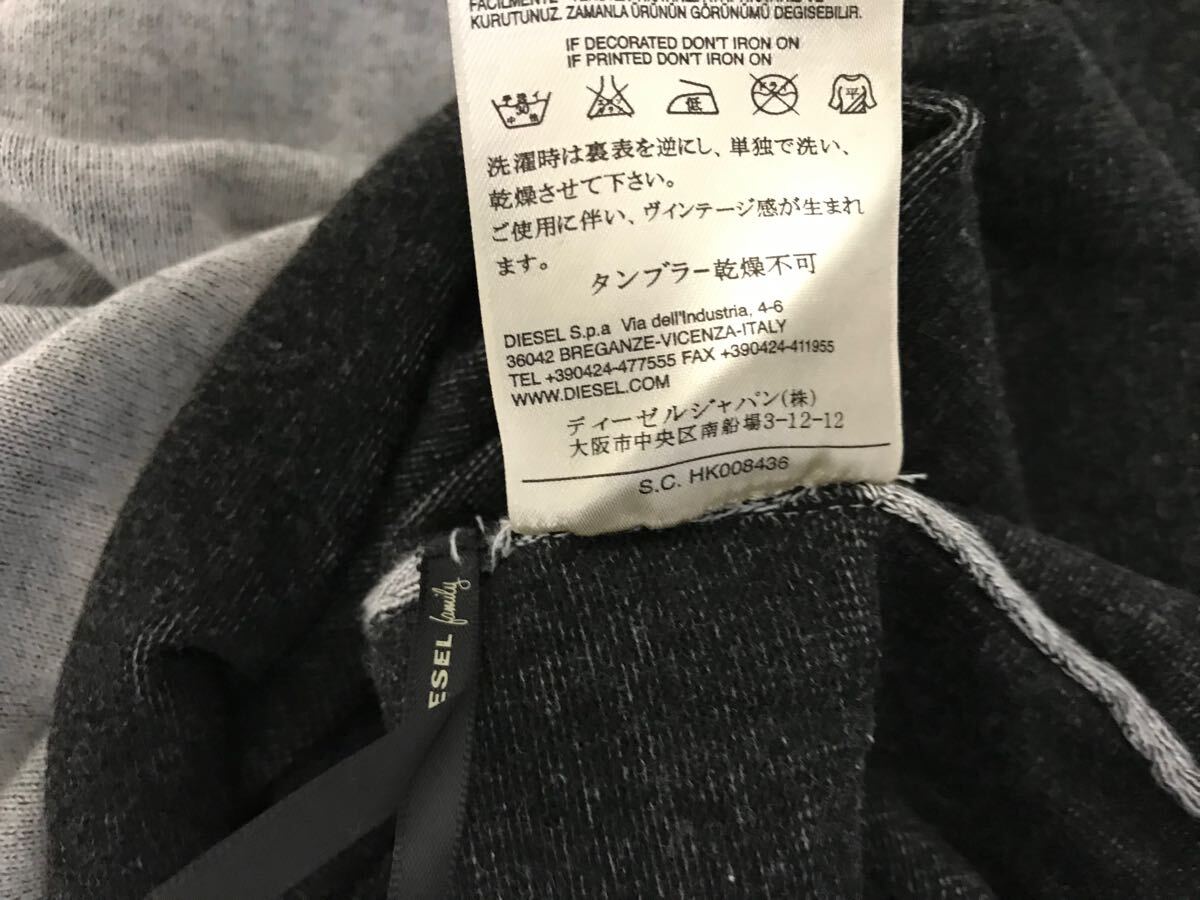 FACILMENTE
KURUTUNUZ. ZAMANLA ÜRÜNÜN GÖRÜNÜMÜ DEGISEBILIR.
IF DECORATED DON'T IRON ON
IF PRINTED DON'T IRON ON
30 中 低 平
洗濯時は裏表を逆にし、単独で洗い、
乾燥させて下さい。
ご使用に伴い、ヴィンテージ感が生まれ
ます。
タンブラー乾燥不可
DIESEL S.p.a Via dell'Industria, 4-6
36042 BREGANZE-VICENZA-ITALY
TEL +390424-477555 FAX +390424-411955
WWW.DIESEL.COM
ディーゼルジャパン(株)
大阪市中央区南船場3-12-12
S.C. HK008436
ESEL family